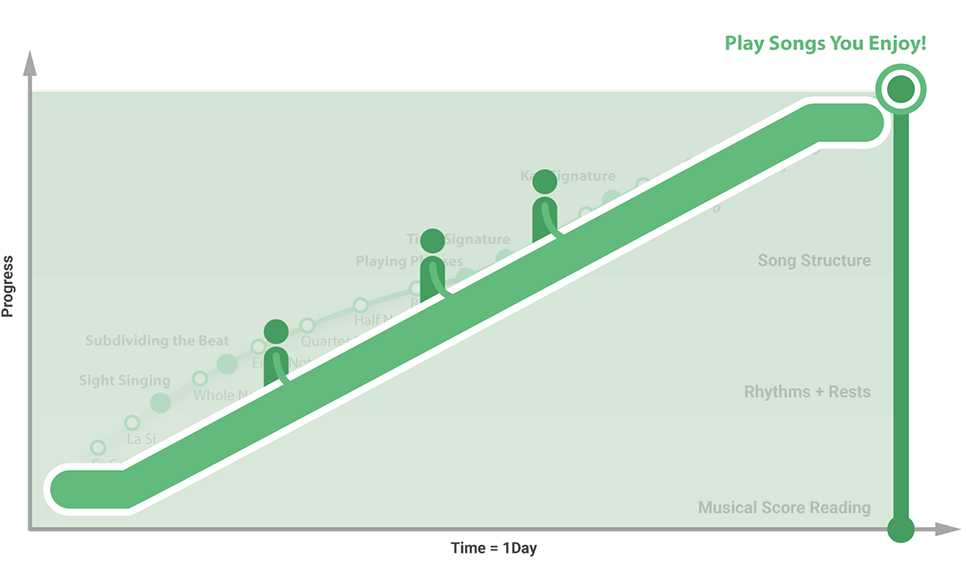 Play Songs You Enjoy!
Key Signature
Time Signature
Playing Phrases
Song Structure
Half
Subdividing the Beat
Quarter
Sight Singing
Whole
Rhythms + Rests
La Si
Musical Score Reading
Progress
Time = 1Day